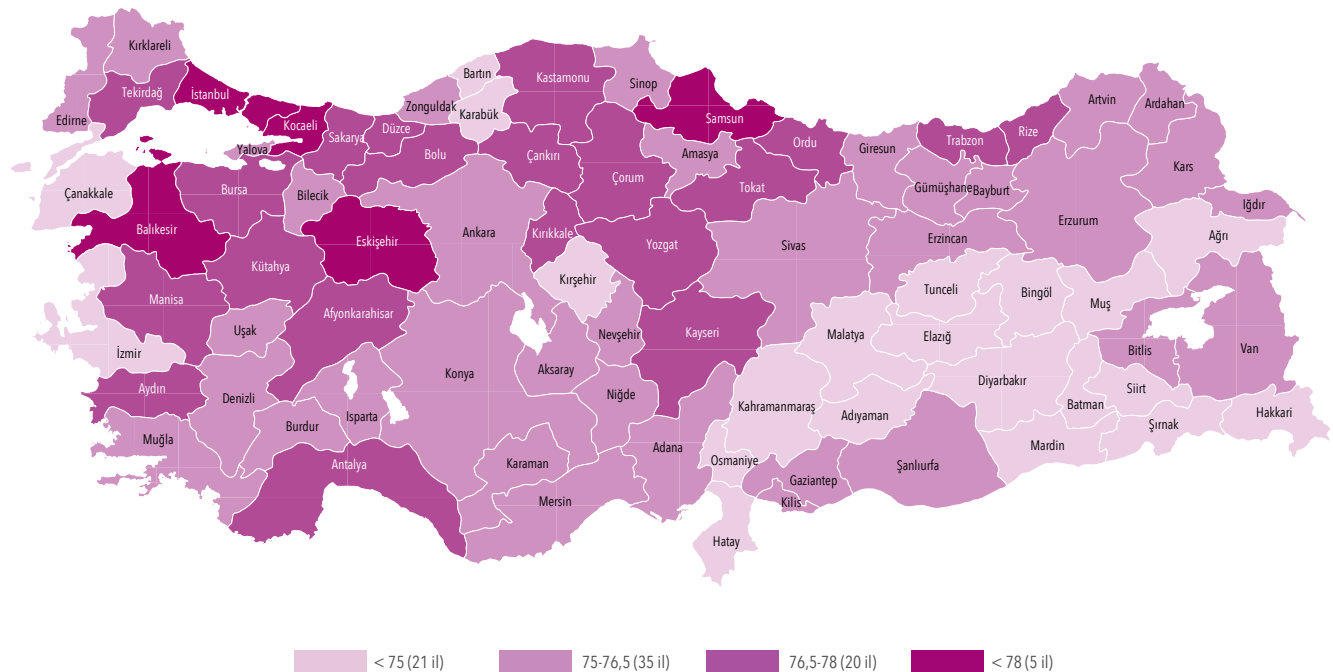 Kırklareli
Bartın
Kastamonu
Sinop
Tekirdağ
İstanbul
Zonguldak
Karabük
Artvin
Ardahan
Edirne
Kocaeli
Sakarya
Düzce
Samsun
Ordu
Giresun
Trabzon
Rize
Yalova
Bolu
Çankırı
Amasya
Çorum
Tokat
Kars
Çanakkale
Bursa
Bilecik
Gümüşhane
Bayburt
Iğdır
Balıkesir
Eskişehir
Ankara
Kırıkkale
Yozgat
Sivas
Erzincan
Erzurum
Ağrı
Kütahya
Kırşehir
Tunceli
Bingöl
Muş
Manisa
Afyonkarahisar
Uşak
Nevşehir
Kayseri
Malatya
Elazığ
İzmir
Bitlis
Van
Aydın
Denizli
Konya
Aksaray
Diyarbakır
Siirt
Isparta
Niğde
Kahramanmaraş
Adıyaman
Batman
Hakkari
Muğla
Burdur
Adana
Mardin
Şırnak
Antalya
Karaman
Osmaniye
Şanlıurfa
Mersin
Gaziantep
Kilis
Hatay
< 75 (21 il) 75-76,5 (35 il) 76,5-78 (20 il) < 78 (5 il)